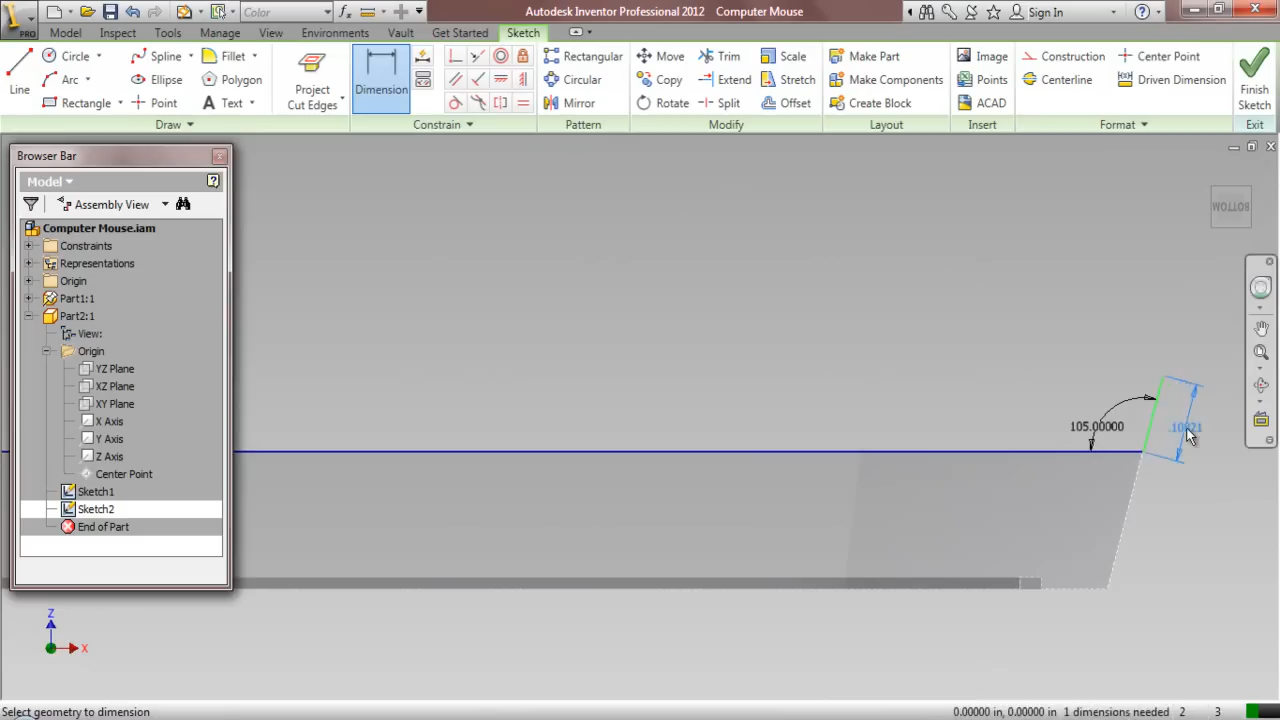 Autodesk Inventor Professional 2012 Computer Mouse
Color
Sign In
PRO
Model Inspect Tools Manage View Environments Vault Get Started Sketch
Line
Circle
Arc
Rectangle
Spline
Ellipse
Point
Fillet
Polygon
Text
Project
Cut Edges
Draw
Dimension
Constrain
Rectangular
Circular
Mirror
Pattern
Move
Copy
Rotate
Trim
Extend
Split
Scale
Stretch
Offset
Modify
Make Part
Make Components
Create Block
Layout
Image
Points
ACAD
Insert
Construction
Centerline
Center Point
Driven Dimension
Format
Finish
Sketch
Exit
Browser Bar
Model
Assembly View
Computer Mouse.iam
Constraints
Representations
Origin
Part1:1
Part2:1
View:
Origin
YZ Plane
XZ Plane
XY Plane
X Axis
Y Axis
Z Axis
Center Point
Sketch1
Sketch2
End of Part
BOTTOM
105.00000
Z
X
Select geometry to dimension
0.00000 in, 0.00000 in 1 dimensions needed 2 3